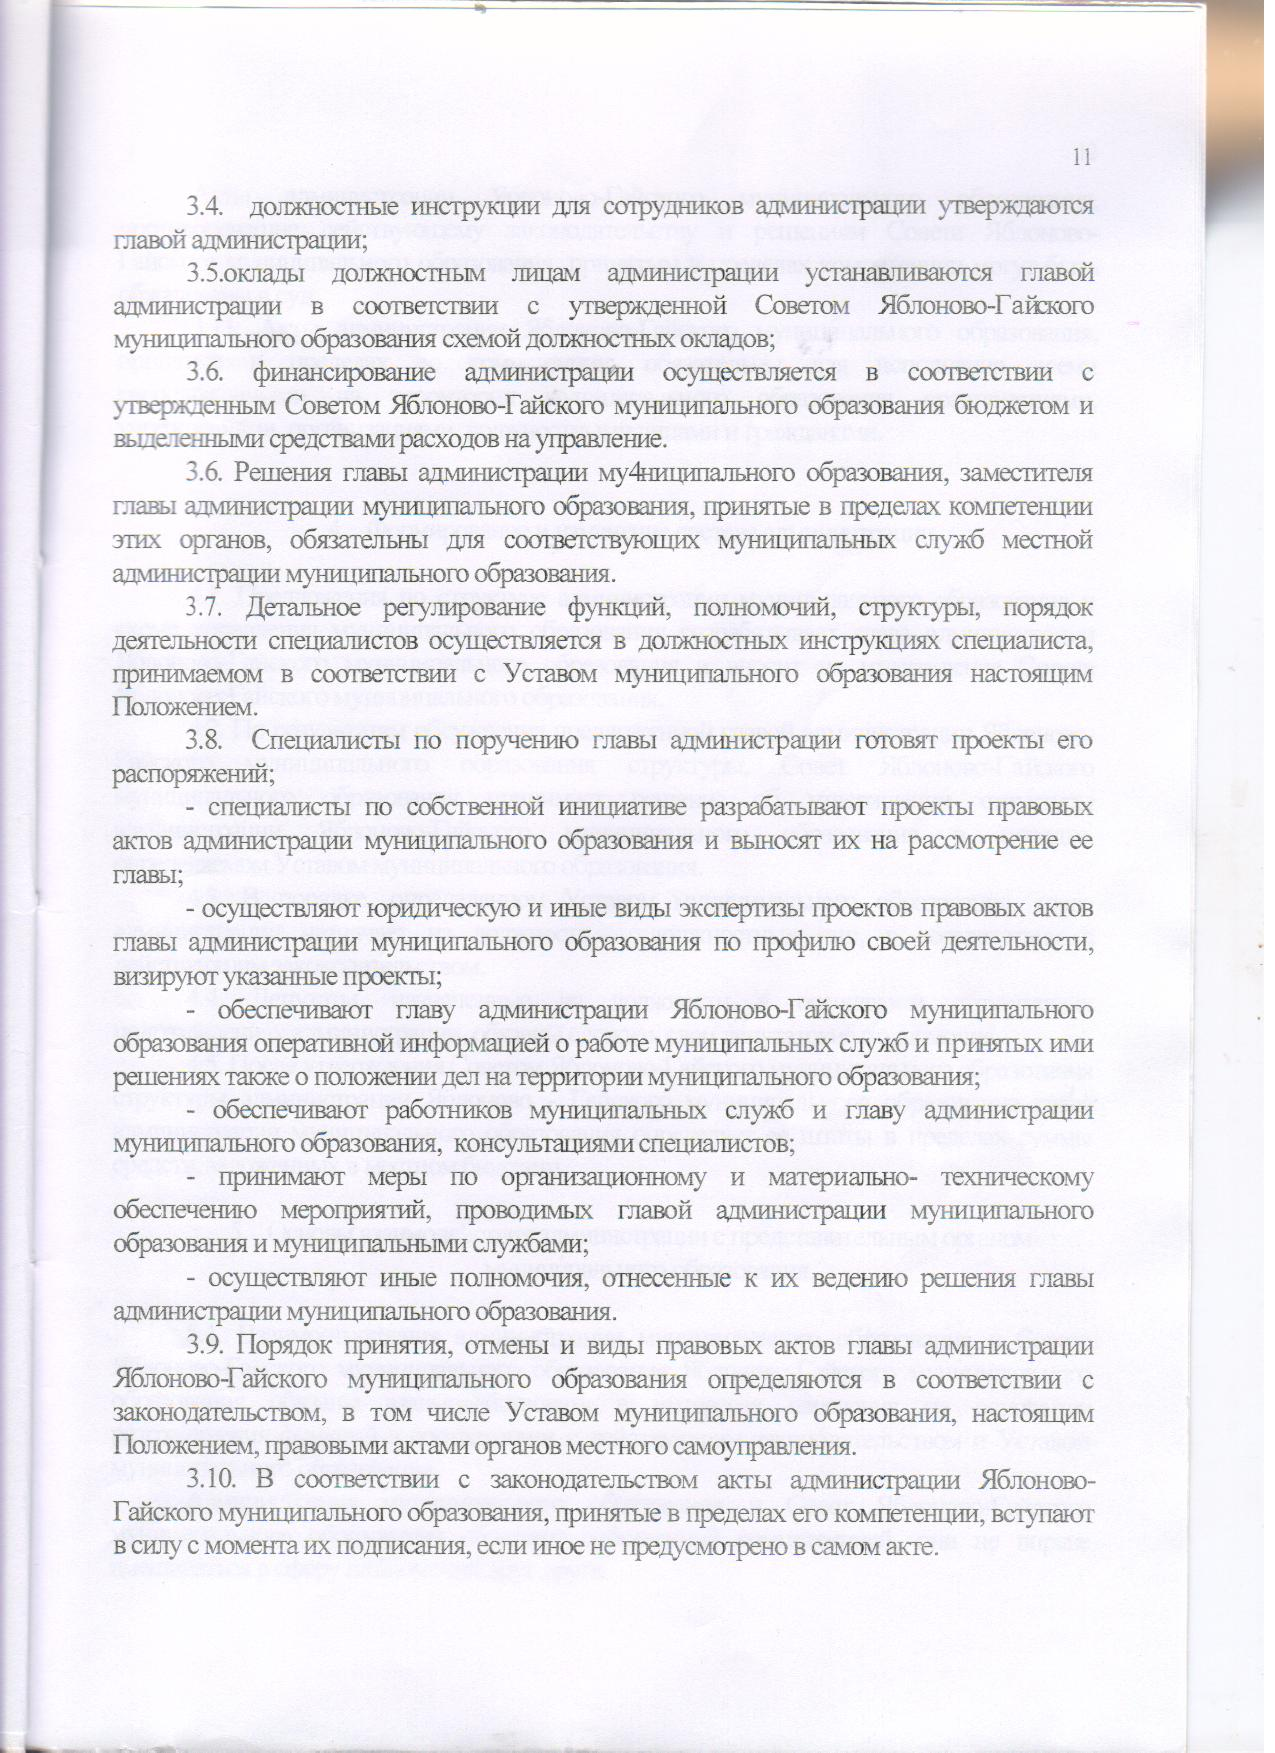 11
3.4. должностные инструкции для сотрудников администрации утверждаются
главой администрации;
3.5.оклады должностным лицам администрации устанавливаются главой
администрации в соответствии с утвержденной Советом Яблоново-Гайского
муниципального образования схемой должностных окладов;
3.6. финансирование администрации осуществляется в соответствии с
утвержденным Советом Яблоново-Гайского муниципального образования бюджетом и
выделенными средствами расходов на управление.
3.6. Решения главы администрации му4ниципального образования, заместителя
главы администрации муниципального образования, принятые в пределах компетенции
этих органов, обязательны для соответствующих муниципальных служб местной
администрации муниципального образования.
3.7. Детальное регулирование функций, полномочий, структуры, порядок
деятельности специалистов осуществляется в должностных инструкциях специалиста,
принимаемом в соответствии с Уставом муниципального образования настоящим
Положением.
3.8. Специалисты по поручению главы администрации готовят проекты его
распоряжений;
- специалисты по собственной инициативе разрабатывают проекты правовых
актов администрации муниципального образования и выносят их на рассмотрение ее
главы;
- осуществляют юридическую и иные виды экспертизы проектов правовых актов
главы администрации муниципального образования по профилю своей деятельности,
визируют указанные проекты;
- обеспечивают главу администрации Яблоново-Гайского муниципального
образования оперативной информацией о работе муниципальных служб и принятых ими
решениях также о положении дел на территории муниципального образования;
- обеспечивают работников муниципальных служб и главу администрации
муниципального образования, консультациями специалистов;
- принимают меры по организационному и материально- техническому
обеспечению мероприятий, проводимых главой администрации муниципального
образования и муниципальными службами;
- осуществляют иные полномочия, отнесенные к их ведению решения главы
администрации муниципального образования.
3.9. Порядок принятия, отмены и виды правовых актов главы администрации
Яблоново-Гайского муниципального образования определяются в соответствии с
законодательством, в том числе Уставом муниципального образования, настоящим
Положением, правовыми актами органов местного самоуправления.
3.10. В соответствии с законодательством акты администрации Яблоново-
Гайского муниципального образования, принятые в пределах его компетенции, вступают
в силу с момента их подписания, если иное не предусмотрено в самом акте.